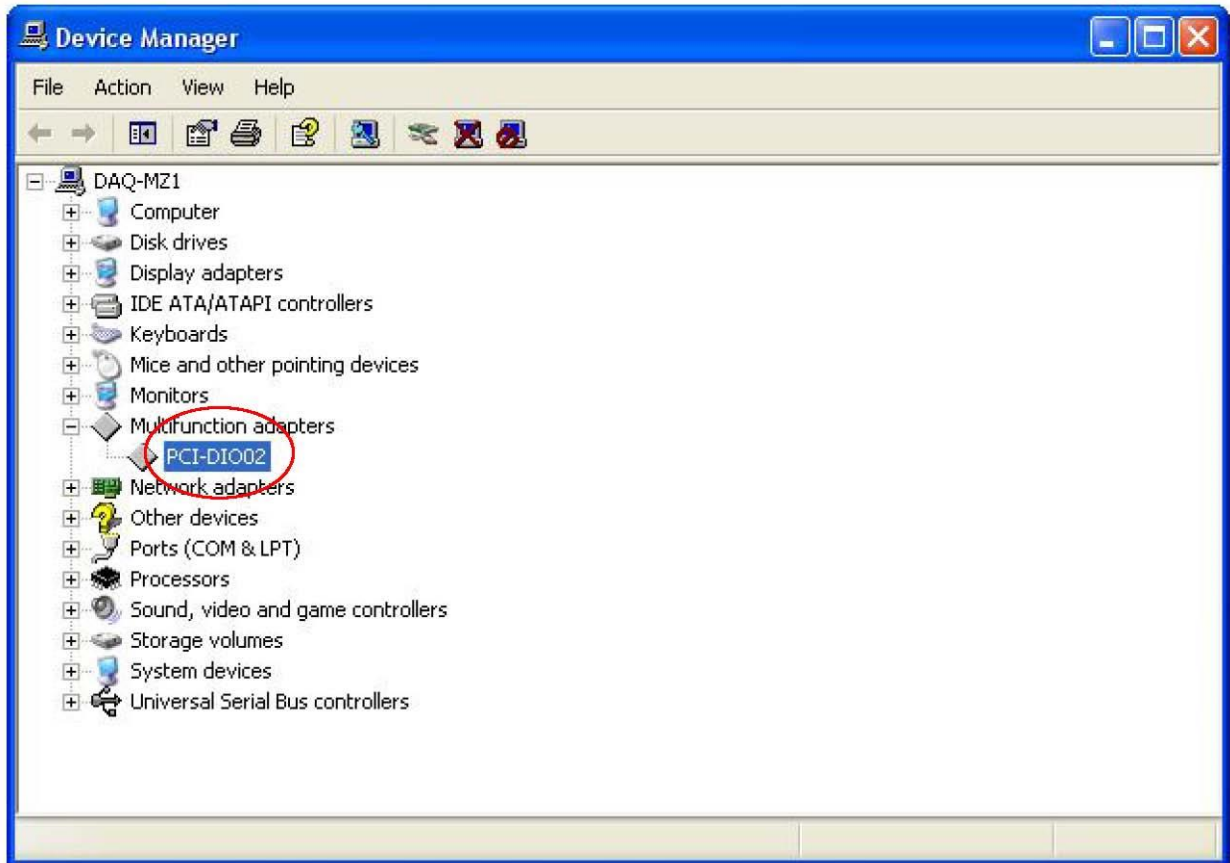 Device Manager
File Action View Help
DAQ-MZ1
Computer
Disk drives
Display adapters
IDE ATA/ATAPI controllers
Keyboards
Mice and other pointing devices
Monitors
Multifunction adapters
PCI-DIO02
Network adapters
Other devices
Ports (COM & LPT)
Processors
Sound, video and game controllers
Storage volumes
System devices
Universal Serial Bus controllers